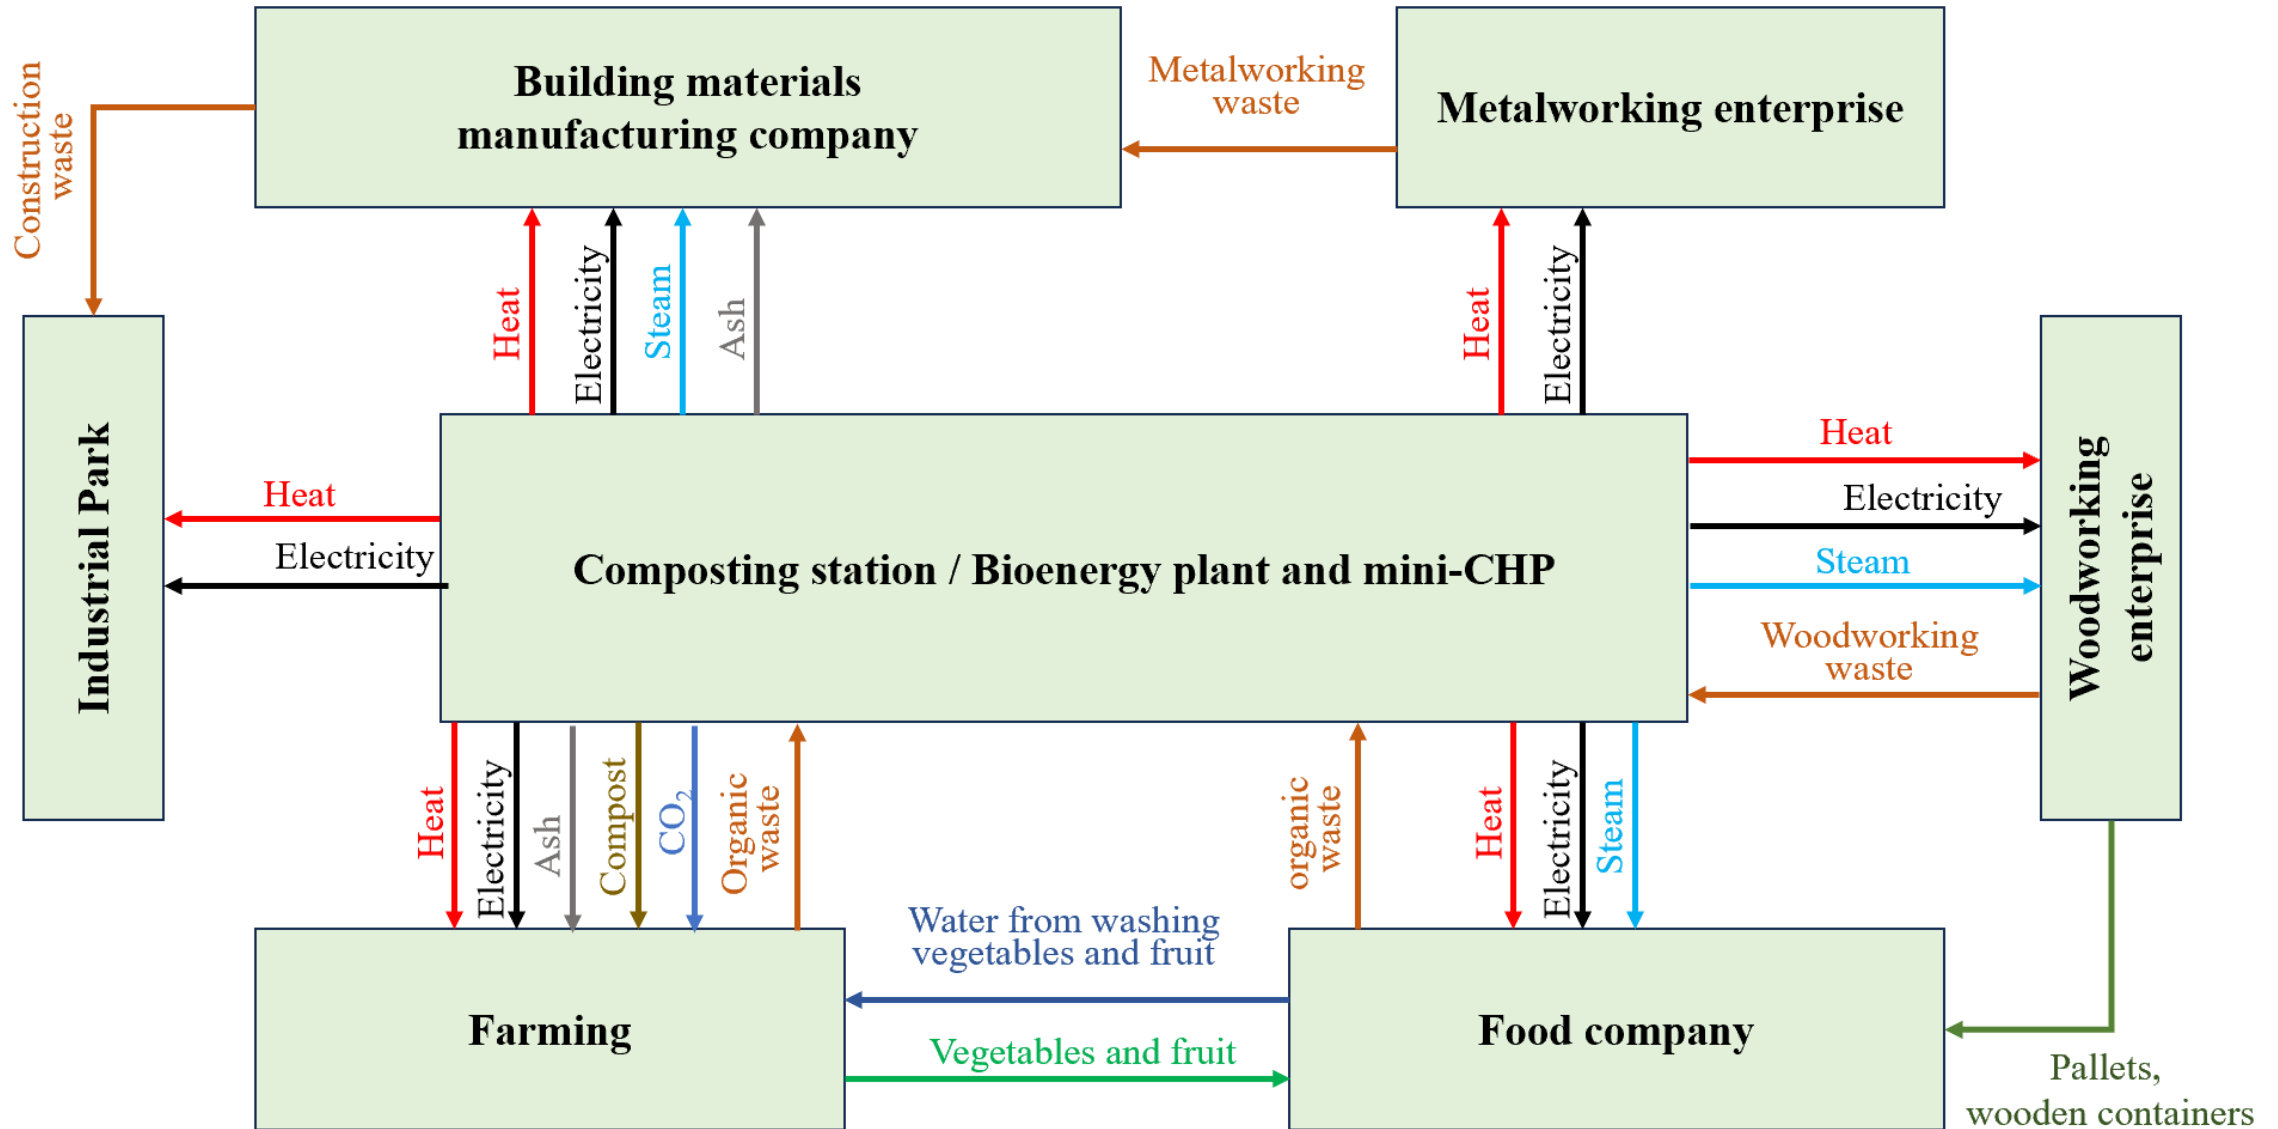 Building materials
manufacturing company
Metalworking
waste
Metalworking enterprise
Construction
waste
Heat
Electricity
Steam
Ash
Heat
Electricity
Industrial Park
Heat
Electricity
Composting station / Bioenergy plant and mini-CHP
Heat
Electricity
Steam
Woodworking
waste
Woodworking
enterprise
Heat
Electricity
Ash
Compost
CO₂
Organic
waste
organic
waste
Heat
Electricity
Steam
Water from washing
vegetables and fruit
Farming
Vegetables and fruit
Food company
Pallets,
wooden containers